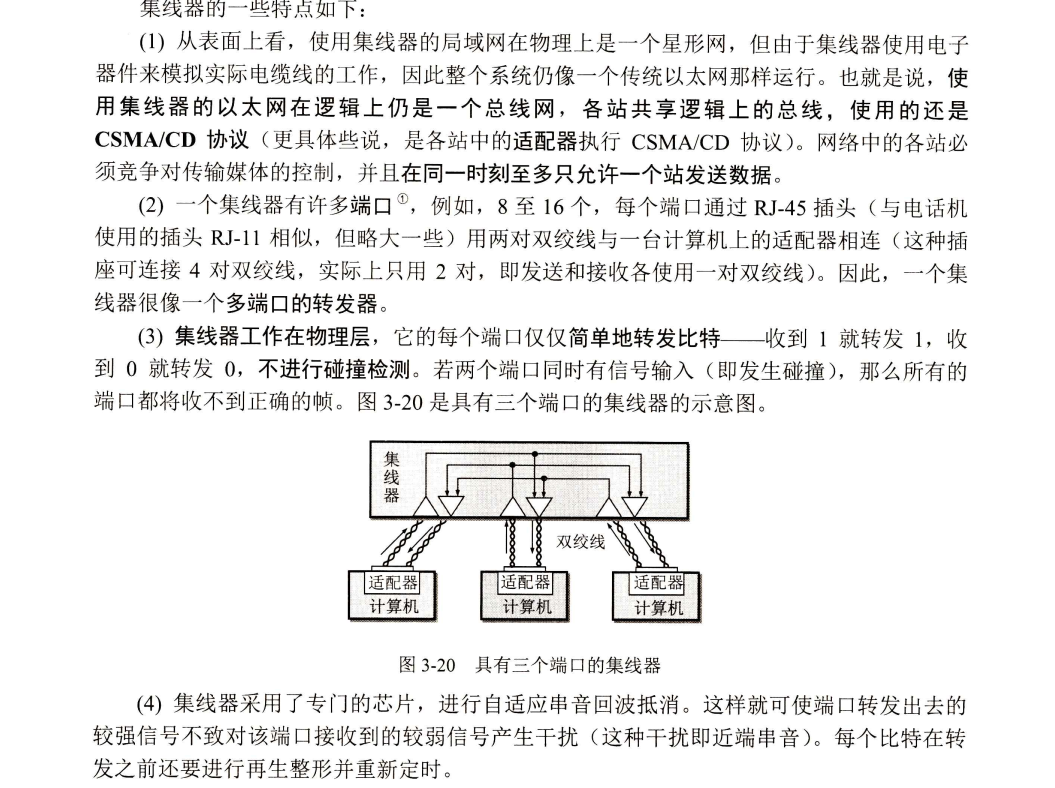 集线器的一些特点如下：
(1) 从表面上看，使用集线器的局域网在物理上是一个星形网，但由于集线器使用电子
器件来模拟实际电缆线的工作，因此整个系统仍像一个传统以太网那样运行。也就是说，使
用集线器的以太网在逻辑上仍是一个总线网，各站共享逻辑上的总线，使用的还是
CSMA/CD 协议（更具体些说，是各站中的适配器执行 CSMA/CD 协议）。网络中的各站必
须竞争对传输媒体的控制，并且在同一时刻至多只允许一个站发送数据。
(2) 一个集线器有许多端口①，例如，8 至 16 个，每个端口通过 RJ-45 插头（与电话机
使用的插头 RJ-11 相似，但略大一些）用两对双绞线与一台计算机上的适配器相连（这种插
座可连接 4 对双绞线，实际上只用 2 对，即发送和接收各使用一对双绞线）。因此，一个集
线器很像一个多端口的转发器。
(3) 集线器工作在物理层，它的每个端口仅仅简单地转发比特——收到 1 就转发 1，收
到 0 就转发 0，不进行碰撞检测。若两个端口同时有信号输入（即发生碰撞），那么所有的
端口都将收不到正确的帧。图 3-20 是具有三个端口的集线器的示意图。
集线器
双绞线
适配器 适配器 适配器
计算机 计算机 计算机
图 3-20 具有三个端口的集线器
(4) 集线器采用了专门的芯片，进行自适应串音回波抵消。这样就可使端口转发出去的
较强信号不致对该端口接收到的较弱信号产生干扰（这种干扰即近端串音）。每个比特在转
发之前还要进行再生整形并重新定时。